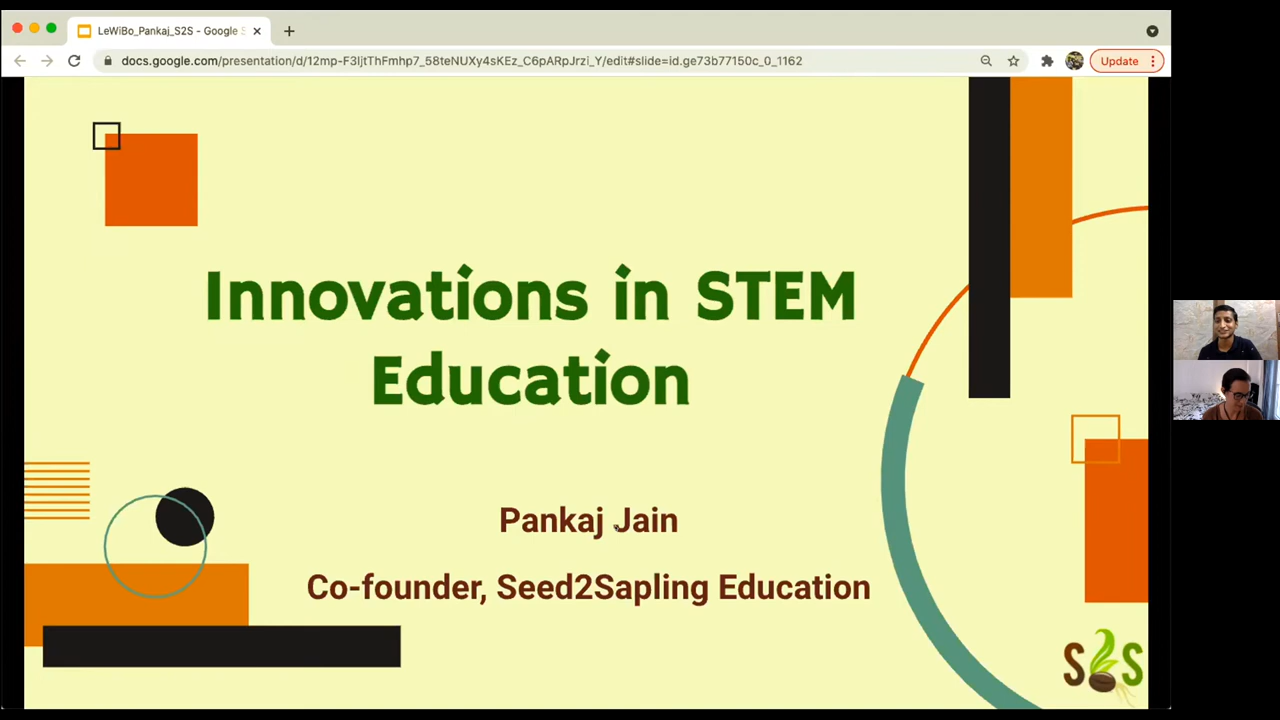 LeWiBo_Pankaj_S2S - Google S
docs.google.com/presentation/d/12mp-F3ljtThFmhp7_58teNUXy4sKEz_C6pARpJrzi_Y/edit#slide=id.ge73b77150c_0_1162
Update
Innovations in STEM
Education
Pankaj Jain
Co-founder, Seed2Sapling Education
S2S